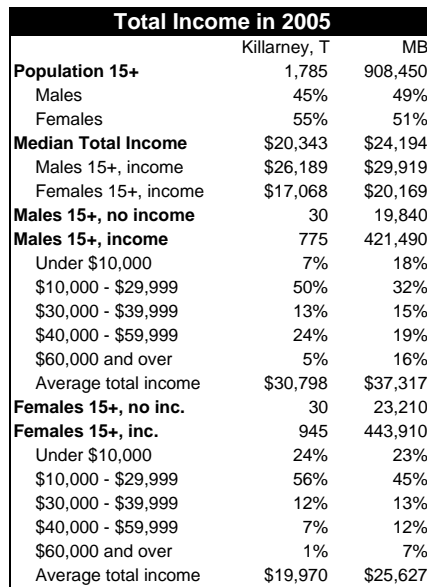 Total Income in 2005
Killarney, T MB
Population 15+ 1,785 908,450
Males 45% 49%
Females 55% 51%
Median Total Income $20,343 $24,194
Males 15+, income $26,189 $29,919
Females 15+, income $17,068 $20,169
Males 15+, no income 30 19,840
Males 15+, income 775 421,490
Under $10,000 7% 18%
$10,000 - $29,999 50% 32%
$30,000 - $39,999 13% 15%
$40,000 - $59,999 24% 19%
$60,000 and over 5% 16%
Average total income $30,798 $37,317
Females 15+, no inc. 30 23,210
Females 15+, inc. 945 443,910
Under $10,000 24% 23%
$10,000 - $29,999 56% 45%
$30,000 - $39,999 12% 13%
$40,000 - $59,999 7% 12%
$60,000 and over 1% 7%
Average total income $19,970 $25,627